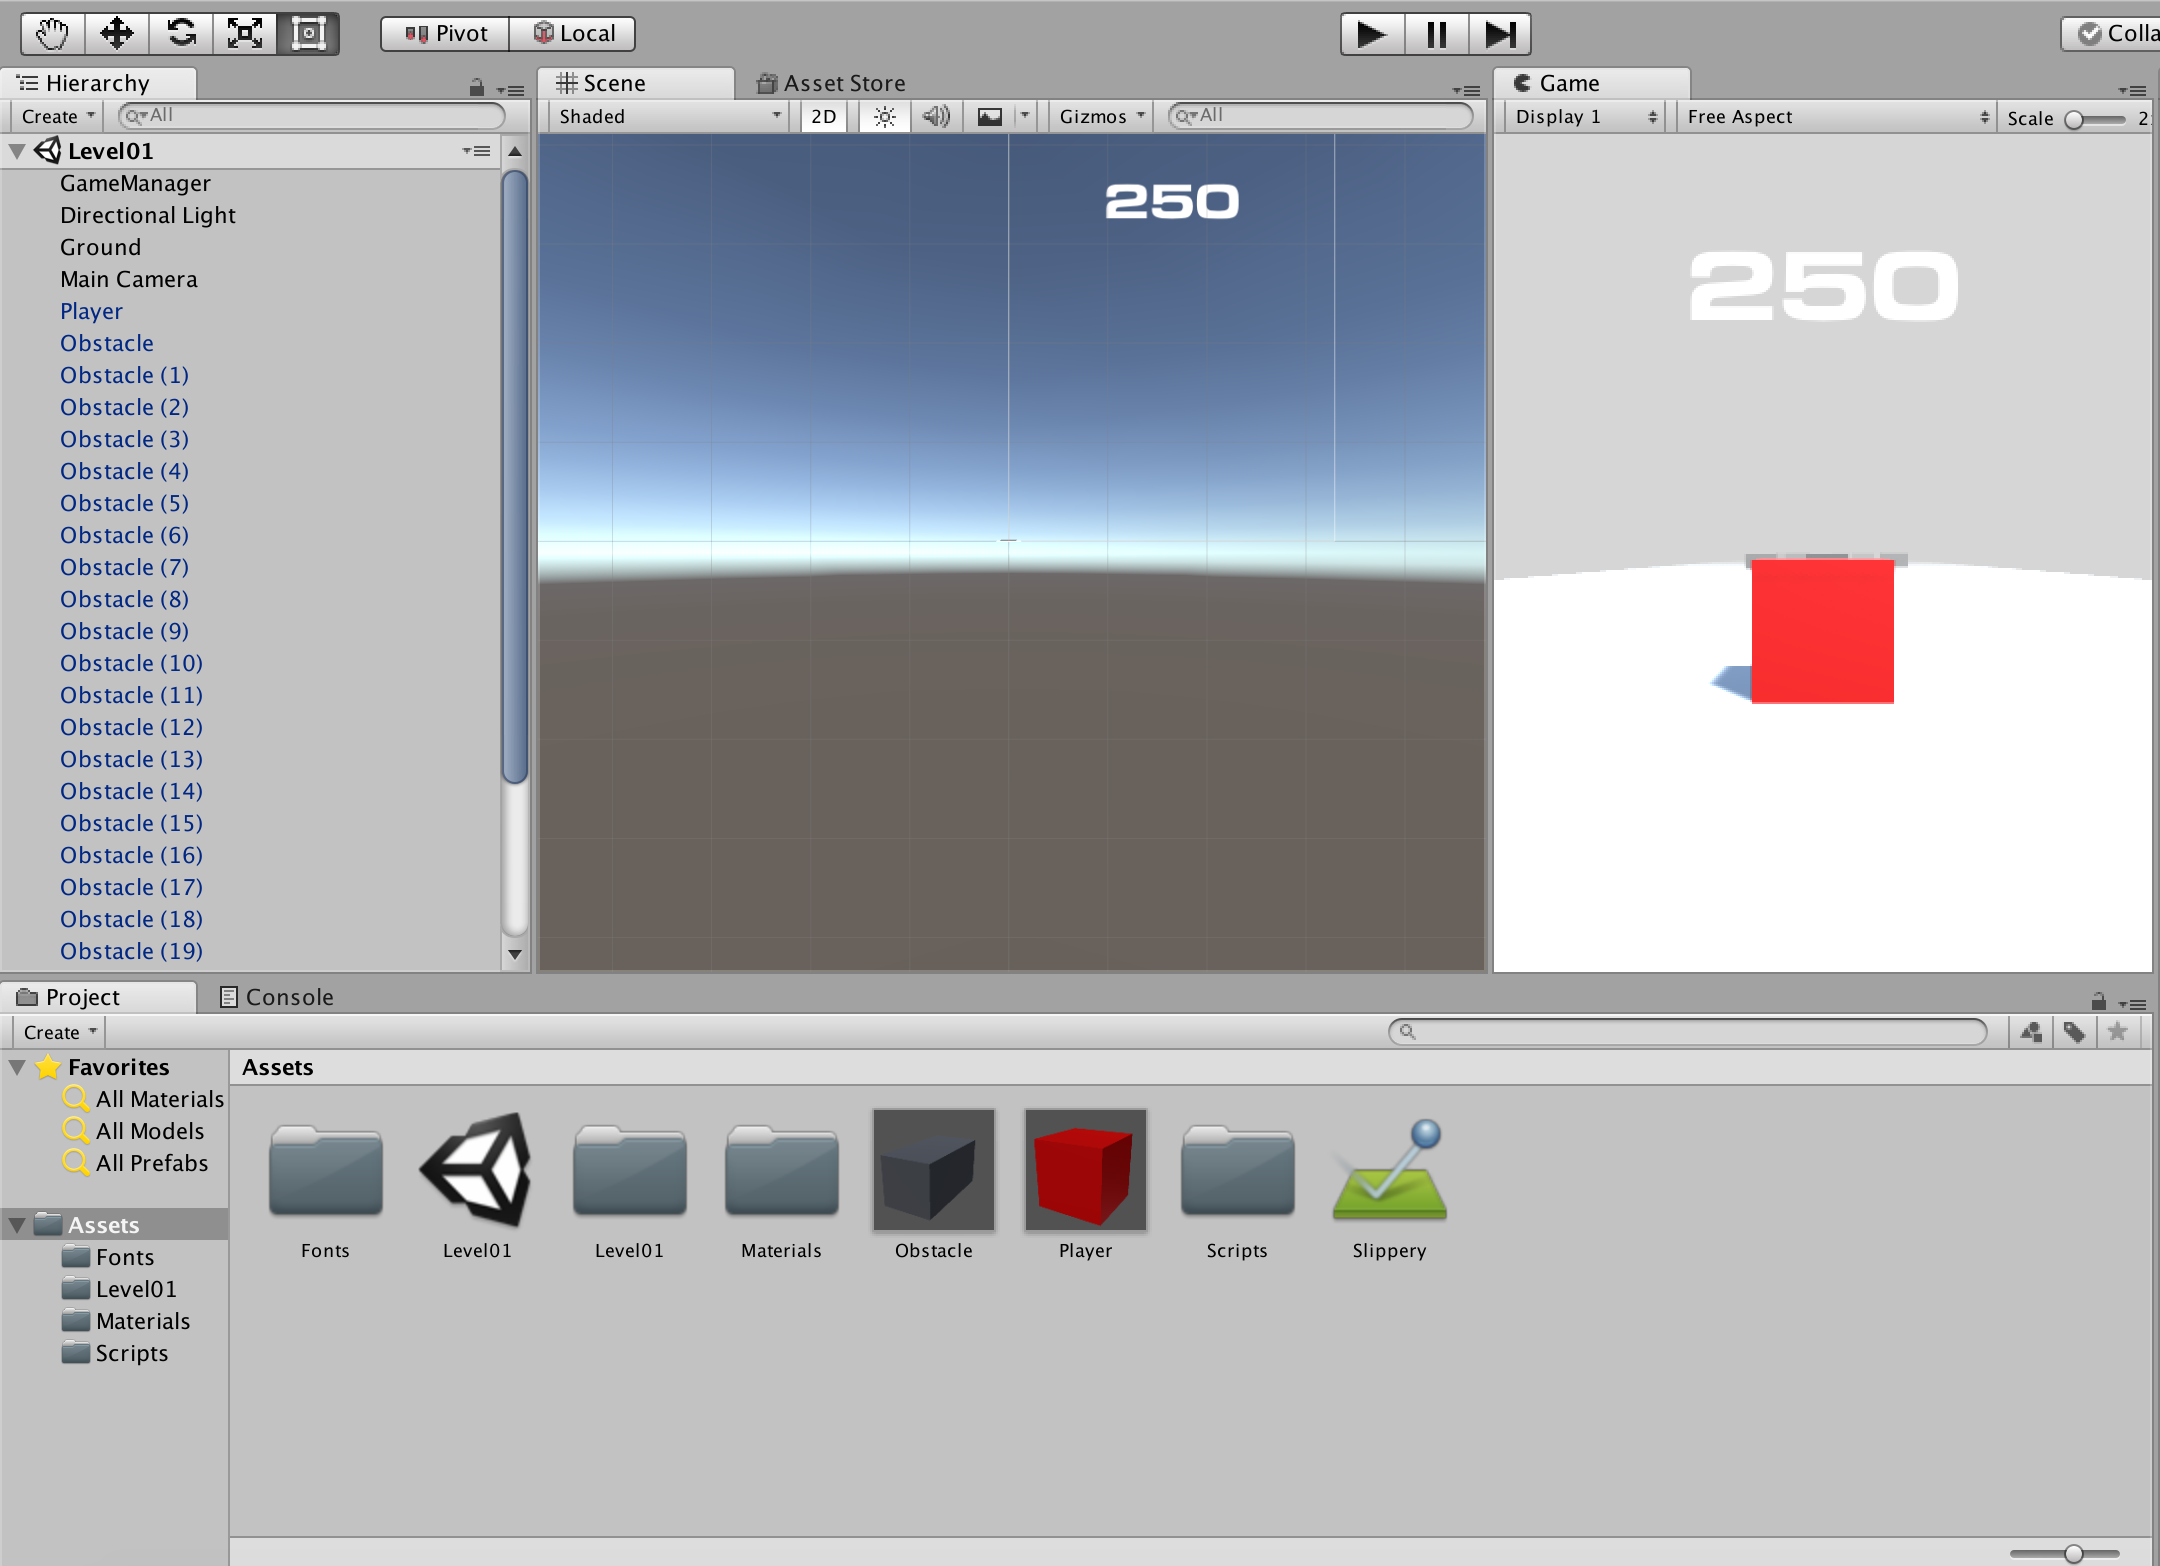 Pivot Local Colla
Hierarchy
Create All
Level01
GameManager
Directional Light
Ground
Main Camera
Player
Obstacle
Obstacle (1)
Obstacle (2)
Obstacle (3)
Obstacle (4)
Obstacle (5)
Obstacle (6)
Obstacle (7)
Obstacle (8)
Obstacle (9)
Obstacle (10)
Obstacle (11)
Obstacle (12)
Obstacle (13)
Obstacle (14)
Obstacle (15)
Obstacle (16)
Obstacle (17)
Obstacle (18)
Obstacle (19)
Scene Asset Store
Shaded 2D Gizmos All
250
Game
Display 1 Free Aspect Scale 2
250
Project Console
Create
Favorites
All Materials
All Models
All Prefabs
Assets
Fonts
Level01
Materials
Scripts
Assets
Fonts Level01 Level01 Materials Obstacle Player Scripts Slippery